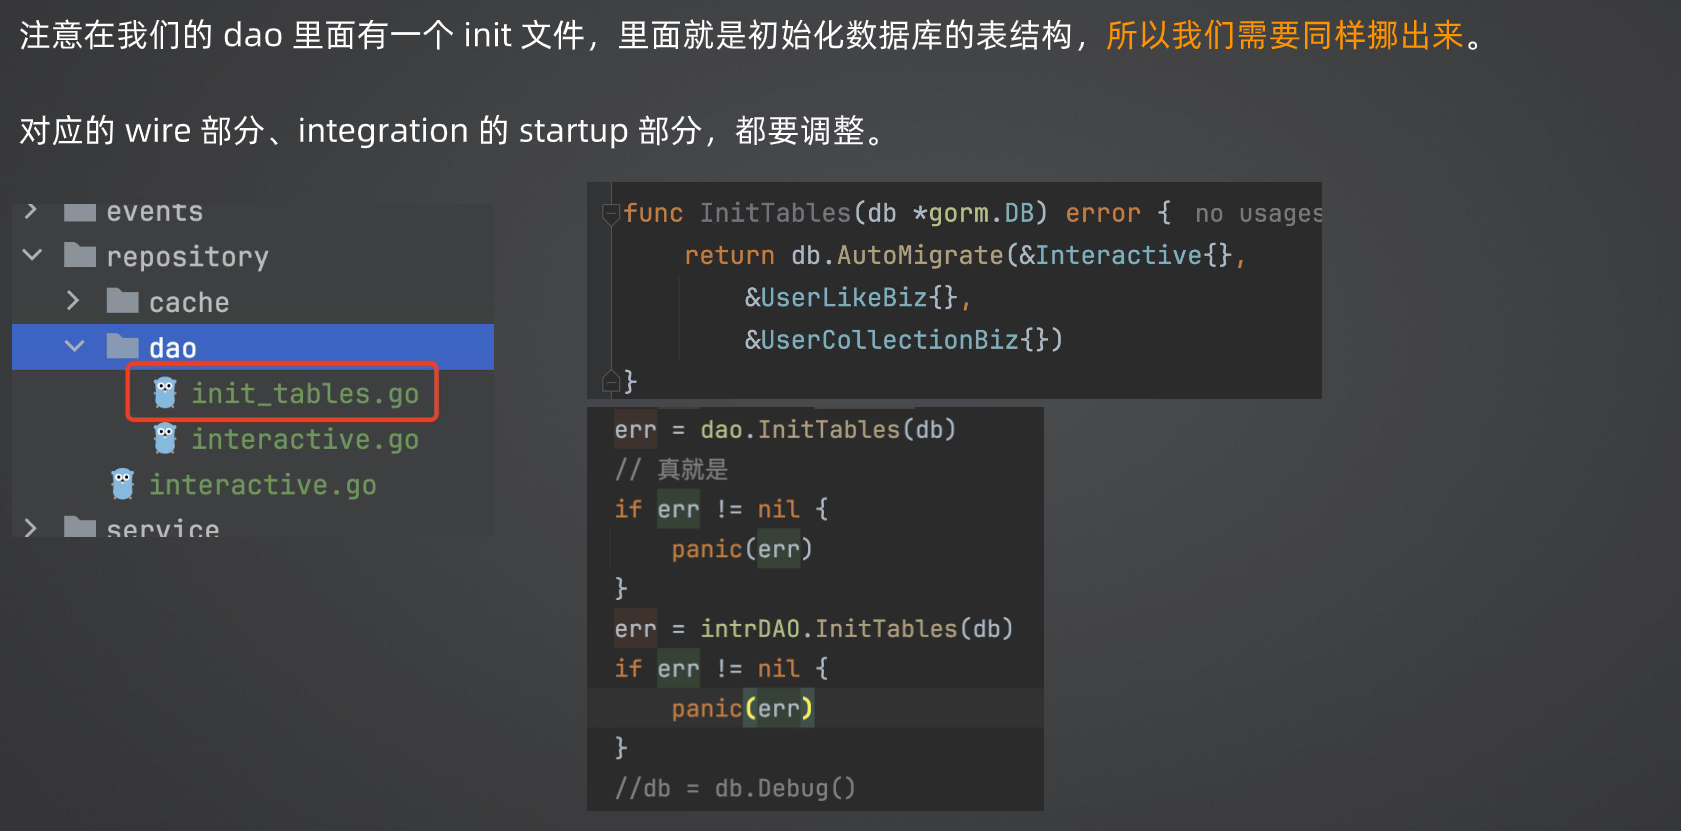 注意在我们的 dao 里面有一个 init 文件，里面就是初始化数据库的表结构，所以我们需要同样挪出来。
对应的 wire 部分、integration 的 startup 部分，都要调整。
events
repository
cache
dao
init_tables.go
interactive.go
interactive.go
service
func InitTables(db *gorm.DB) error { no usages
return db.AutoMigrate(&Interactive{},
&UserLikeBiz{},
&UserCollectionBiz{})
}
err = dao.InitTables(db)
// 真就是
if err != nil {
panic(err)
}
err = intrDAO.InitTables(db)
if err != nil {
panic(err)
}
//db = db.Debug()